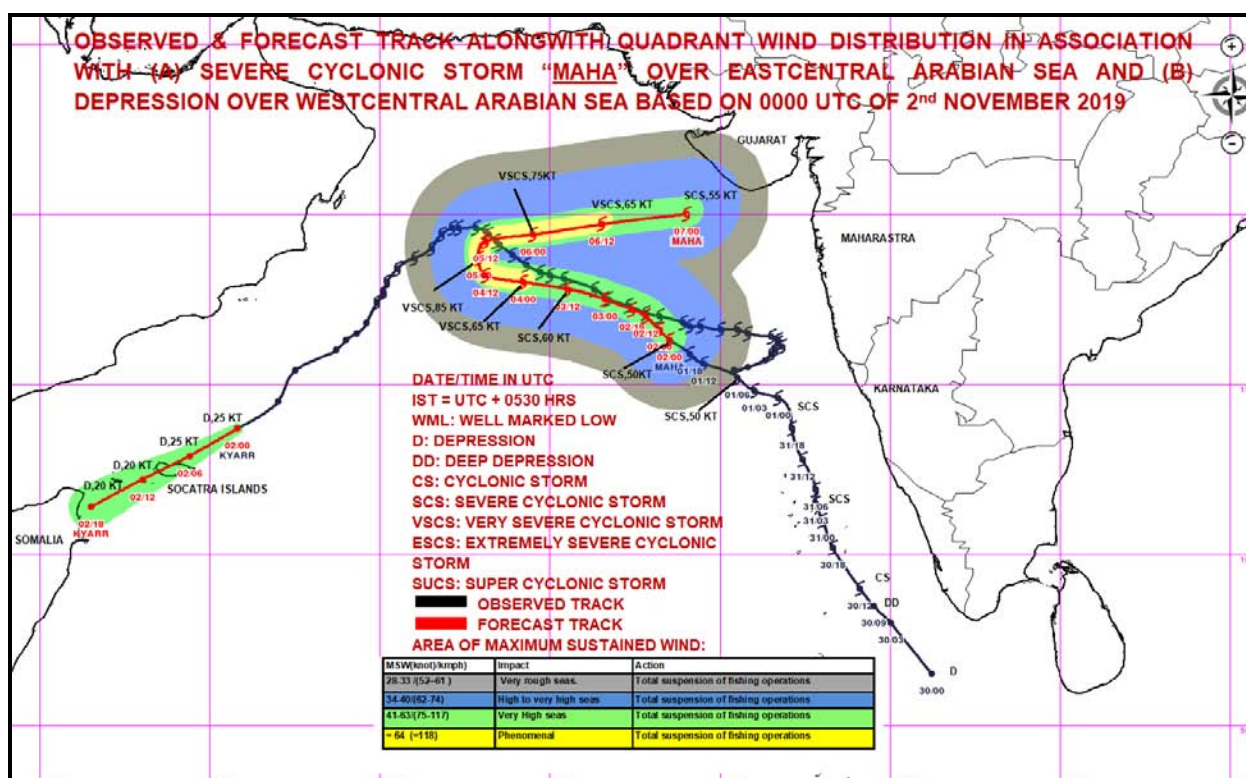 OBSERVED & FORECAST TRACK ALONGWITH QUADRANT WIND DISTRIBUTION IN ASSOCIATION
WITH (A) SEVERE CYCLONIC STORM “MAHA” OVER EASTCENTRAL ARABIAN SEA AND (B)
DEPRESSION OVER WESTCENTRAL ARABIAN SEA BASED ON 0000 UTC OF 2nd NOVEMBER 2019
GUJARAT
VSCS,75KT
VSCS,65 KT
SCS,55 KT
07/00
MAHA
06/12
06/00
05/12
04/12
04/00
03/12
03/00
02/18
02/12
02/00
MAHA
VSCS,85 KT
VSCS,65 KT
SCS,60 KT
SCS,50KT
SCS,50 KT
MAHARASTRA
KARNATAKA
01/18
01/12
01/06
01/03
01/00
SCS
31/18
31/12
SCS
31/06
31/03
31/00
30/18
CS
30/12
DD
30/09
30/03
D
30/00
D,25 KT
02/00
KYARR
D,25 KT
02/06
D,20 KT
02/12
D,20 KT
02/18
KYARR
SOCATRA ISLANDS
SOMALIA
DATE/TIME IN UTC
IST = UTC + 0530 HRS
WML: WELL MARKED LOW
D: DEPRESSION
DD: DEEP DEPRESSION
CS: CYCLONIC STORM
SCS: SEVERE CYCLONIC STORM
VSCS: VERY SEVERE CYCLONIC STORM
ESCS: EXTREMELY SEVERE CYCLONIC
STORM
SUCS: SUPER CYCLONIC STORM
OBSERVED TRACK
FORECAST TRACK
AREA OF MAXIMUM SUSTAINED WIND:
MSW(knot)/kmph) Impact Action
28-33 /(52–61 ) Very rough seas. Total suspension of fishing operations
34-40/(62-74) High to very high seas Total suspension of fishing operations
41-63/(75-117) Very High seas Total suspension of fishing operations
= 64 (=118) Phenomenal Total suspension of fishing operations